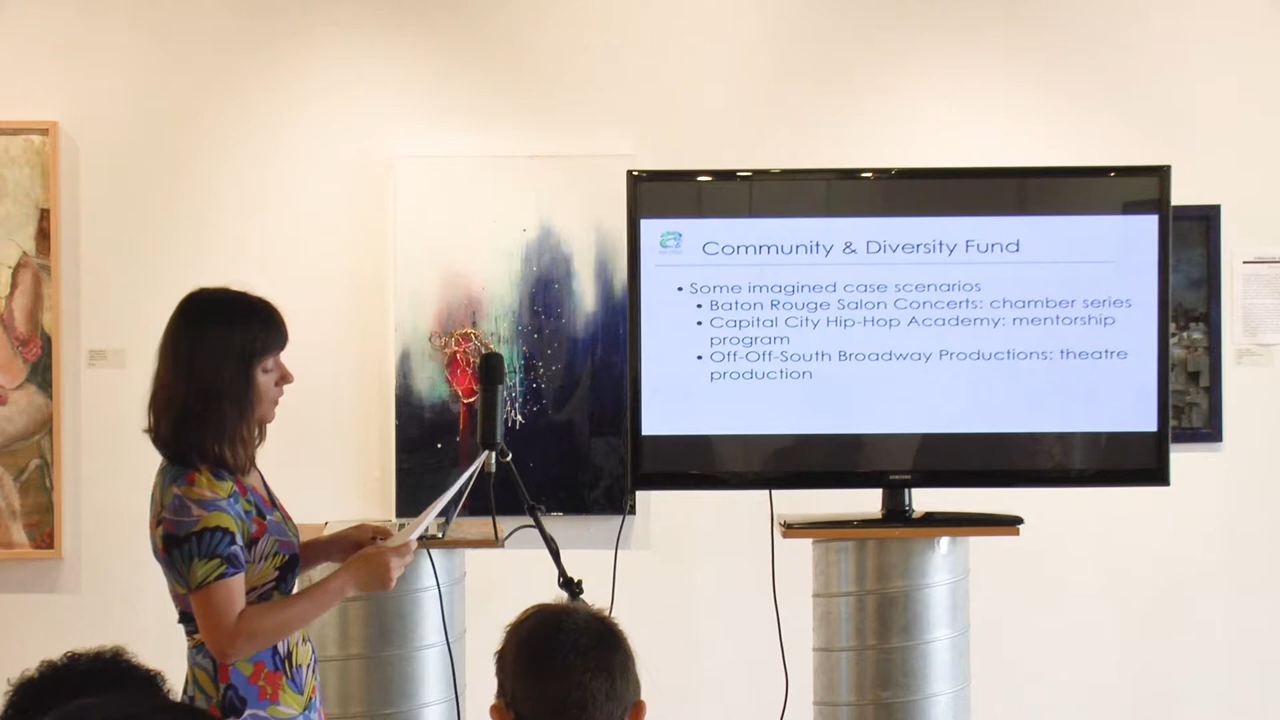 Community & Diversity Fund
• Some imagined case scenarios
• Baton Rouge Salon Concerts: chamber series
• Capital City Hip-Hop Academy: mentorship
program
• Off-Off-South Broadway Productions: theatre
production
SAMSUNG